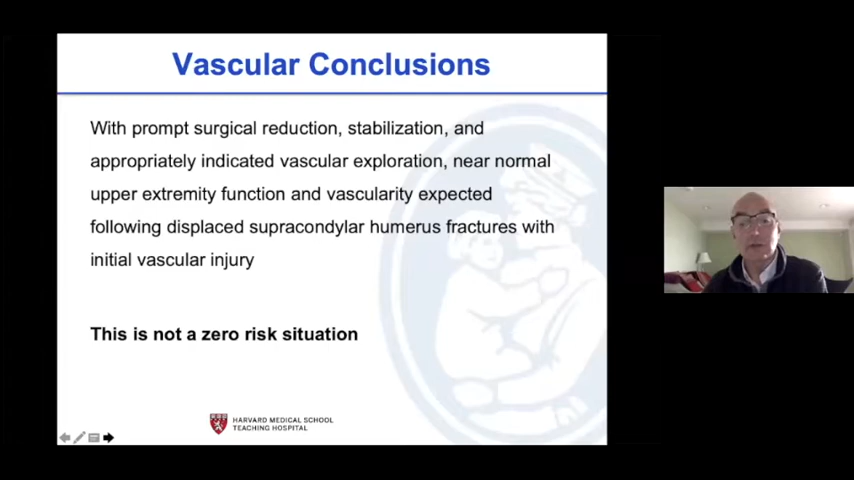 Vascular Conclusions
With prompt surgical reduction, stabilization, and
appropriately indicated vascular exploration, near normal
upper extremity function and vascularity expected
following displaced supracondylar humerus fractures with
initial vascular injury
This is not a zero risk situation
HARVARD MEDICAL SCHOOL
TEACHING HOSPITAL